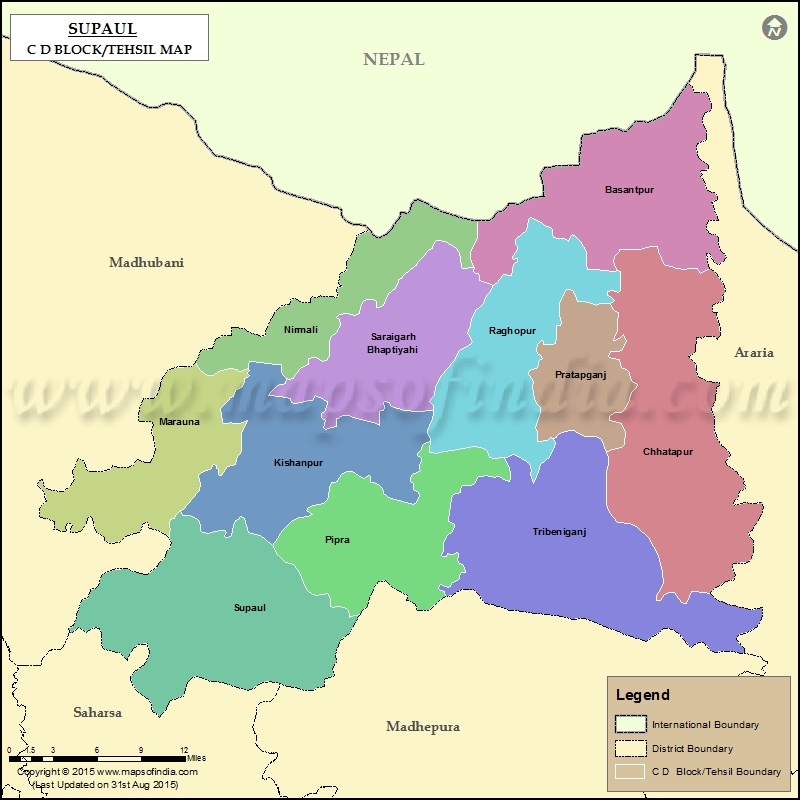 SUPAUL
C D BLOCK/TEHSIL MAP
N
NEPAL
Basantpur
Madhubani
Nirmali
Saraigarh
Bhaptiyahi
Raghopur
Araria
Pratapganj
www.mapsofindia.com
Marauna
Chhatapur
Kishanpur
Tribeniganj
Pipra
Supaul
Saharsa
Madhepura
Legend
International Boundary
District Boundary
C D Block/Tehsil Boundary
0 1.5 3 6 9 12
Miles
Copyright © 2015 www.mapsofindia.com
(Last Updated on 31st Aug 2015)